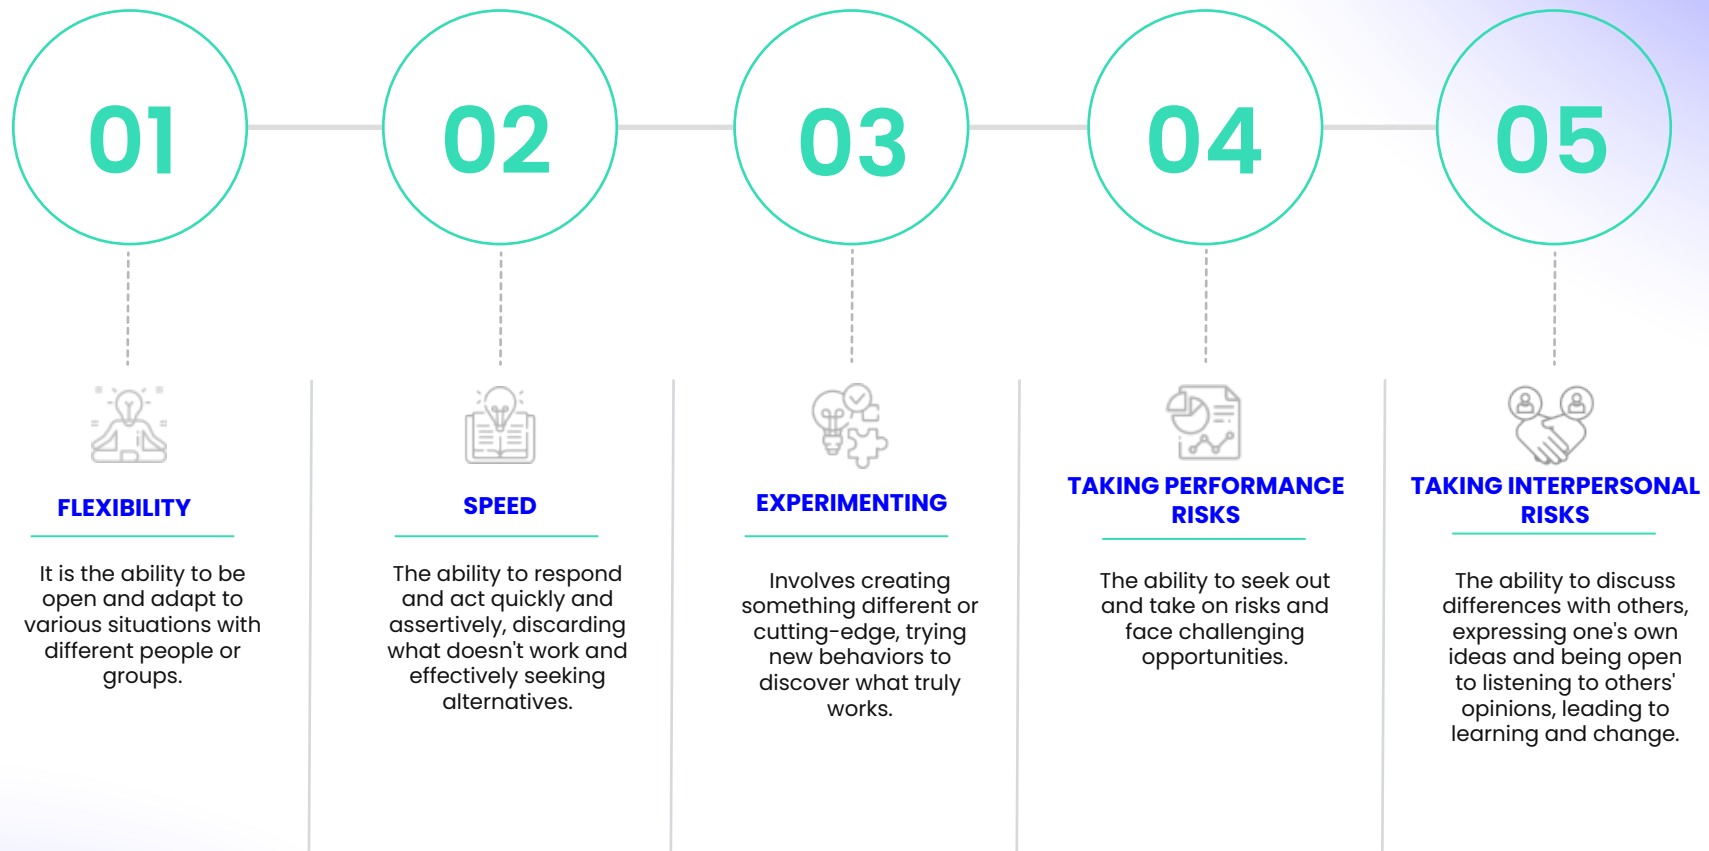 01
02
03
04
05
FLEXIBILITY
It is the ability to be
open and adapt to
various situations with
different people or
groups.
SPEED
The ability to respond
and act quickly and
assertively, discarding
what doesn't work and
effectively seeking
alternatives.
EXPERIMENTING
Involves creating
something different or
cutting-edge, trying
new behaviors to
discover what truly
works.
TAKING PERFORMANCE
RISKS
The ability to seek out
and take on risks and
face challenging
opportunities.
TAKING INTERPERSONAL
RISKS
The ability to discuss
differences with others,
expressing one's own
ideas and being open
to listening to others'
opinions, leading to
learning and change.